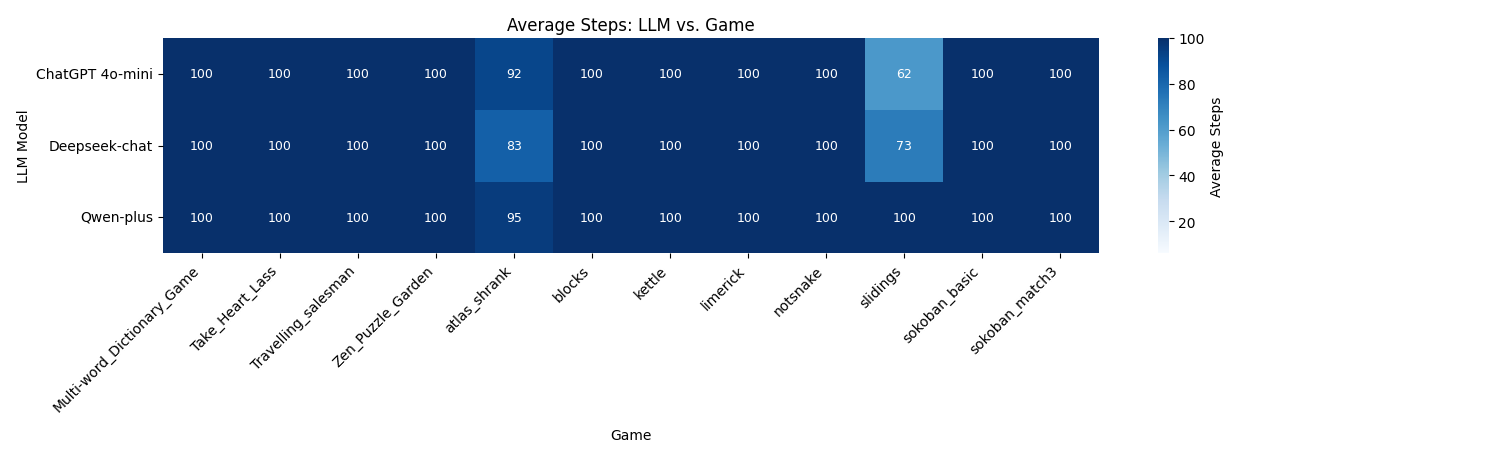 Average Steps: LLM vs. Game
LLM Model
ChatGPT 4o-mini 100 100 100 100 92 100 100 100 100 62 100 100
Deepseek-chat 100 100 100 100 83 100 100 100 100 73 100 100
Qwen-plus 100 100 100 100 95 100 100 100 100 100 100 100
Multi-word_Dictionary_Game Take_Heart_Lass Travelling_salesman Zen_Puzzle_Garden atlas_shrank blocks kettle limerick notsnake slidings sokoban_basic sokoban_match3
Game
100
80
60
40
20
Average Steps